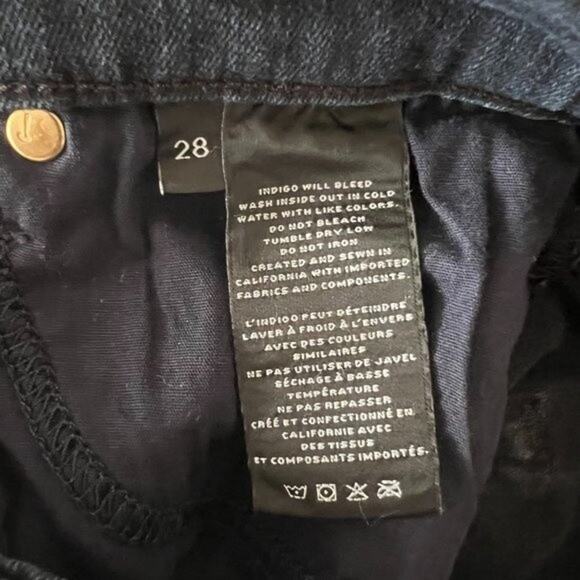 28
INDIGO WILL BLEED
WASH INSIDE OUT IN COLD
WATER WITH LIKE COLORS.
DO NOT BLEACH
TUMBLE DRY LOW
DO NOT IRON
CREATED AND SEWN IN
CALIFORNIA WITH IMPORTED
FABRICS AND COMPONENTS.
L'INDIGO PEUT DÉTEINDRE
LAVER À FROID À L'ENVERS
AVEC DES COULEURS
SIMILAIRES
NE PAS UTILISER DE JAVEL
SÉCHAGE À BASSE
TEMPÉRATURE
NE PAS REPASSER
CRÉÉ ET CONFECTIONNÉ EN
CALIFORNIE AVEC
DES TISSUS
ET COMPOSANTS IMPORTÉS.